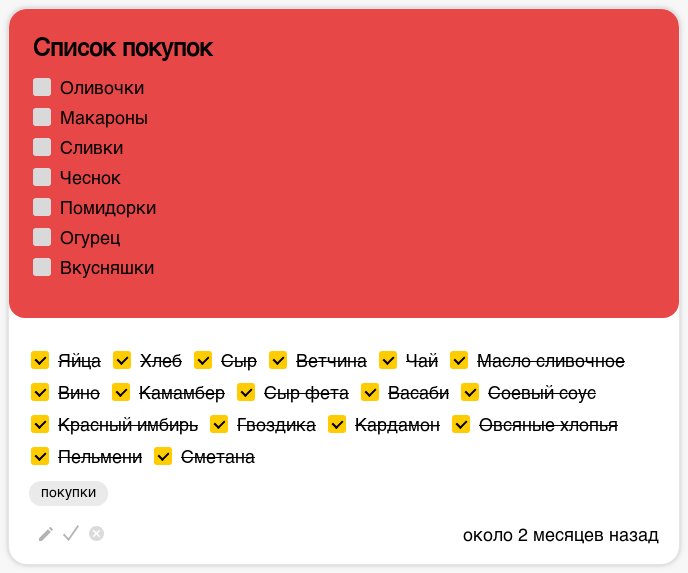 Список покупок
Оливочки
Макароны
Сливки
Чеснок
Помидорки
Огурец
Вкусняшки
Яйца Хлеб Сыр Ветчина Чай Масло сливочное
Вино Камамбер Сыр фета Васаби Соевый соус
Красный имбирь Гвоздика Кардамон Овсяные хлопья
Пельмени Сметана
покупки
около 2 месяцев назад